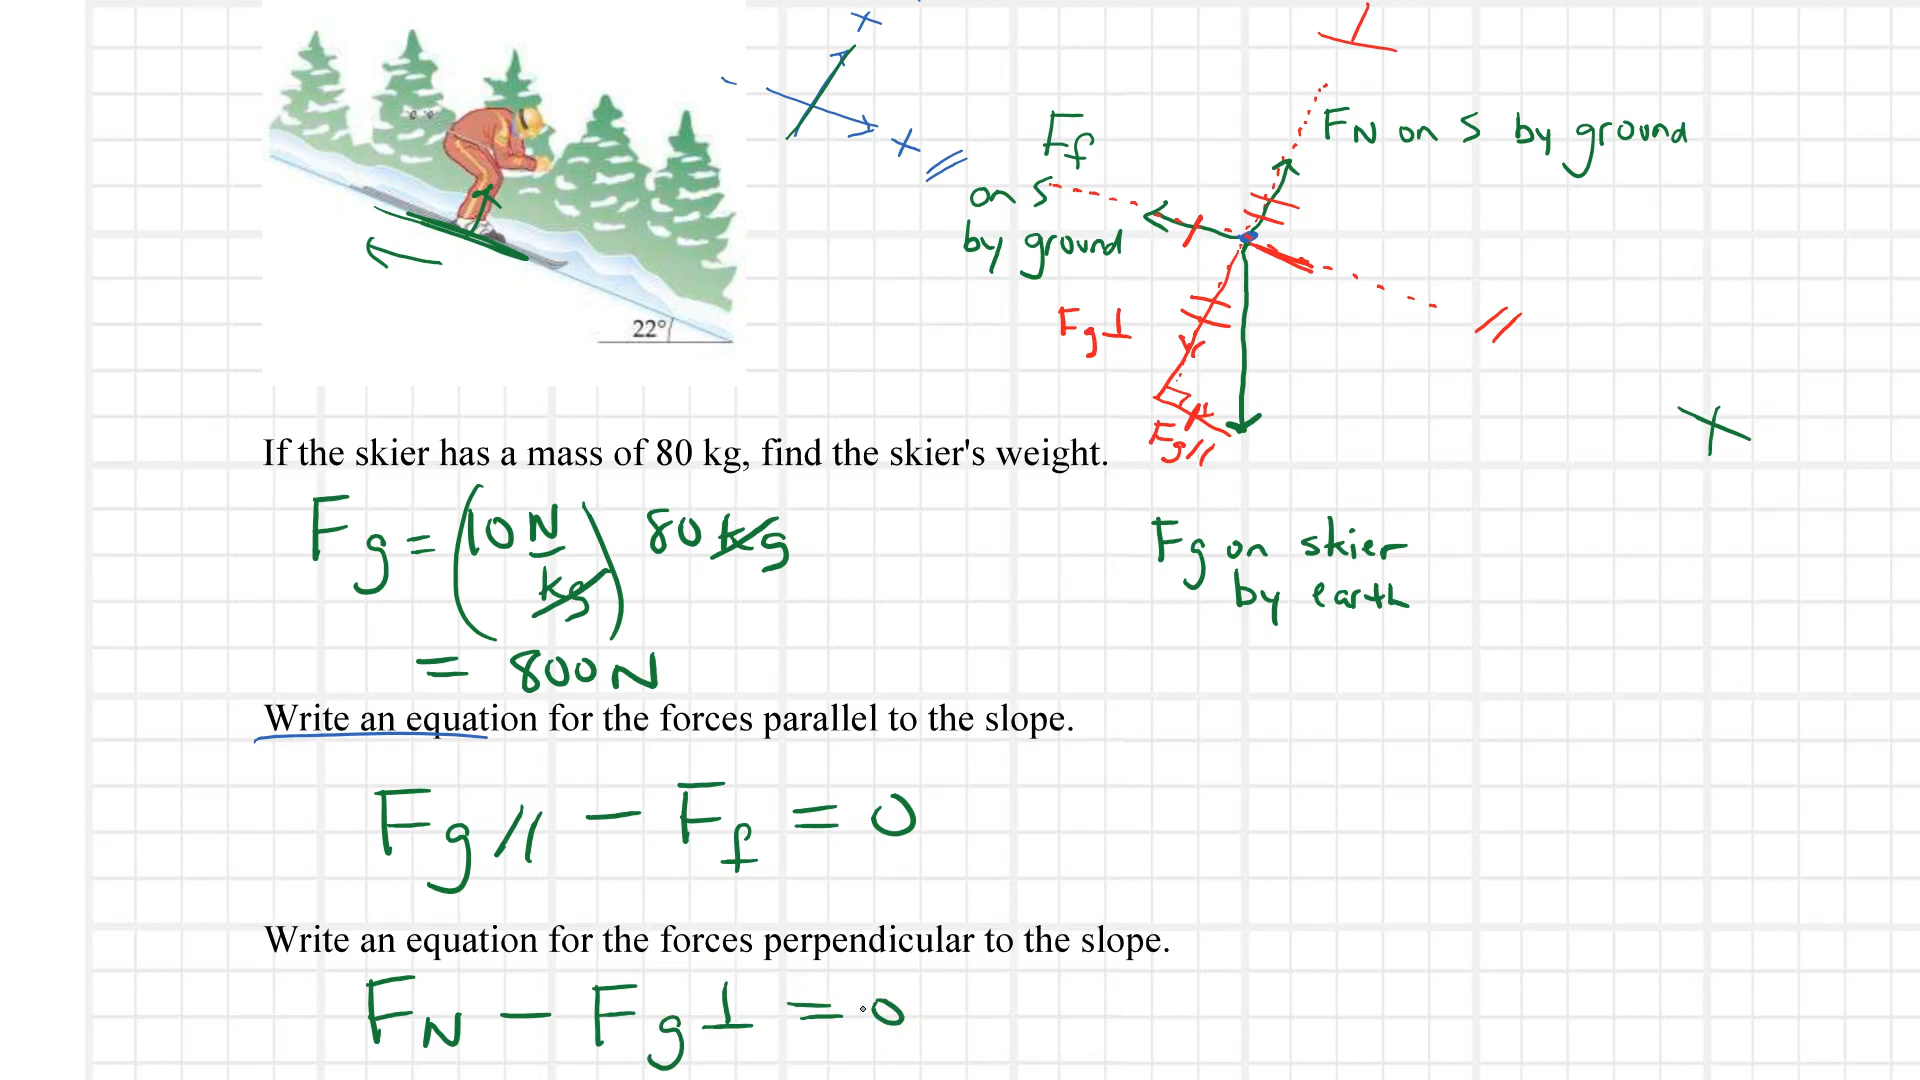 +
⊥
-
+
//
Ff
on S
by ground
FN on S by ground
Fg⊥
//
22°
Fg//
If the skier has a mass of 80 kg, find the skier's weight.
Fg = (10 N/kg) 80 kg
Fg on skier
by earth
= 800 N
Write an equation for the forces parallel to the slope.
Fg// - Ff = 0
Write an equation for the forces perpendicular to the slope.
FN - Fg⊥ = 0